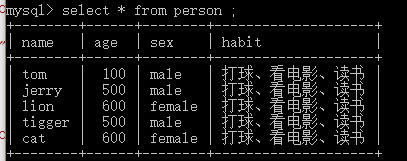 mysql> select * from person ;
| name | age | sex | habit |
| tom | 100 | male | 打球、看电影、读书 |
| jerry | 500 | male | 打球、看电影、读书 |
| lion | 600 | female | 打球、看电影、读书 |
| tigger | 500 | male | 打球、看电影、读书 |
| cat | 600 | female | 打球、看电影、读书 |